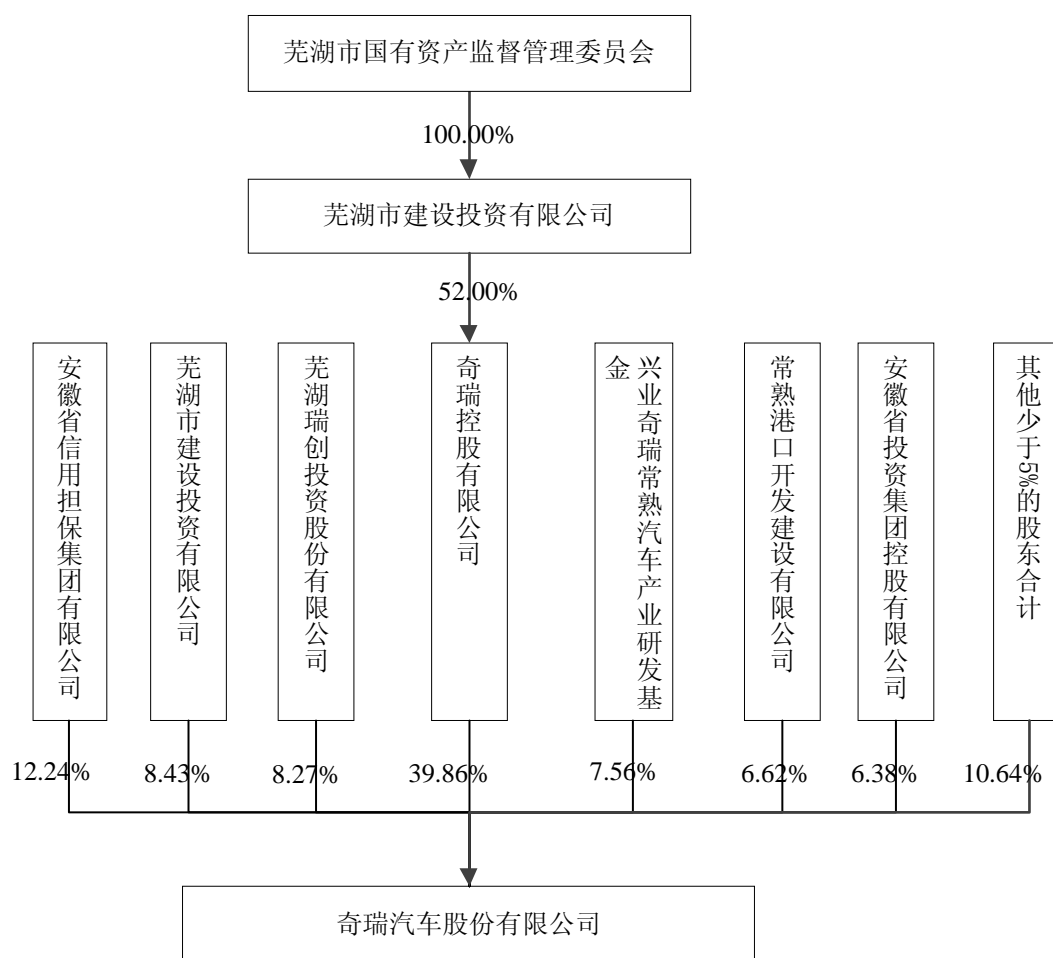 芜湖市国有资产监督管理委员会
100.00%
芜湖市建设投资有限公司
52.00%
安徽省信用担保集团有限公司
芜湖市建设投资有限公司
芜湖瑞创投资股份有限公司
奇瑞控股有限公司
兴业奇瑞常熟汽车产业研发基
金
常熟港口开发建设有限公司
安徽省投资集团控股有限公司
其他少于5%的股东合计
12.24%
8.43%
8.27%
39.86%
7.56%
6.62%
6.38%
10.64%
奇瑞汽车股份有限公司